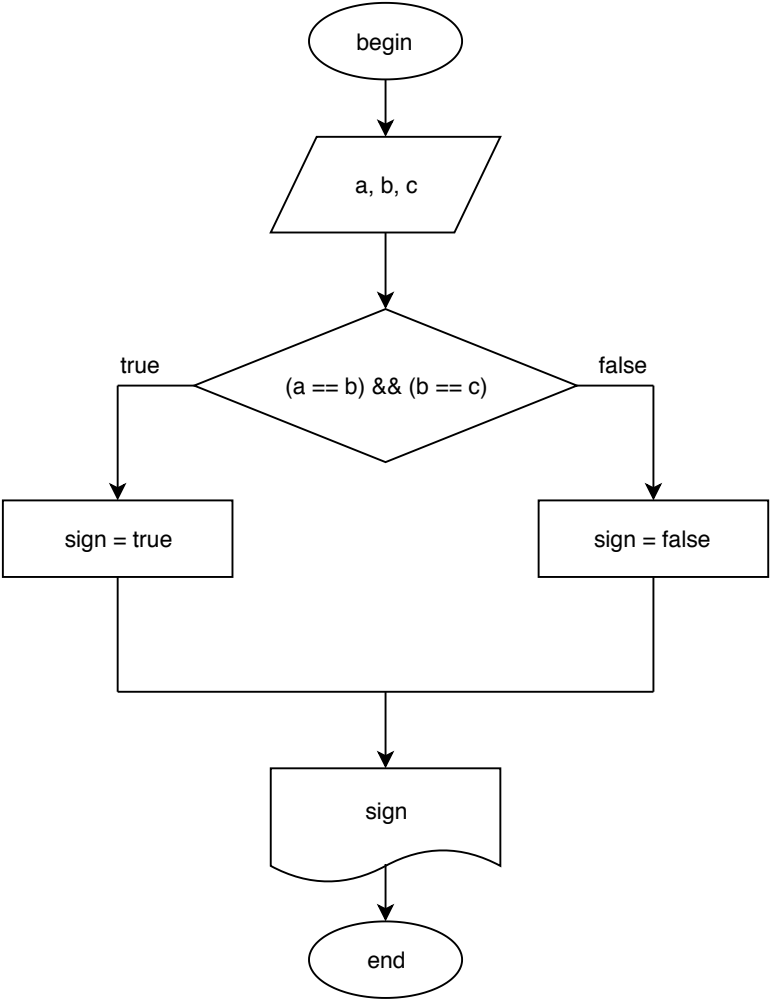 begin
a, b, c
true
false
(a == b) && (b == c)
sign = true
sign = false
sign
end